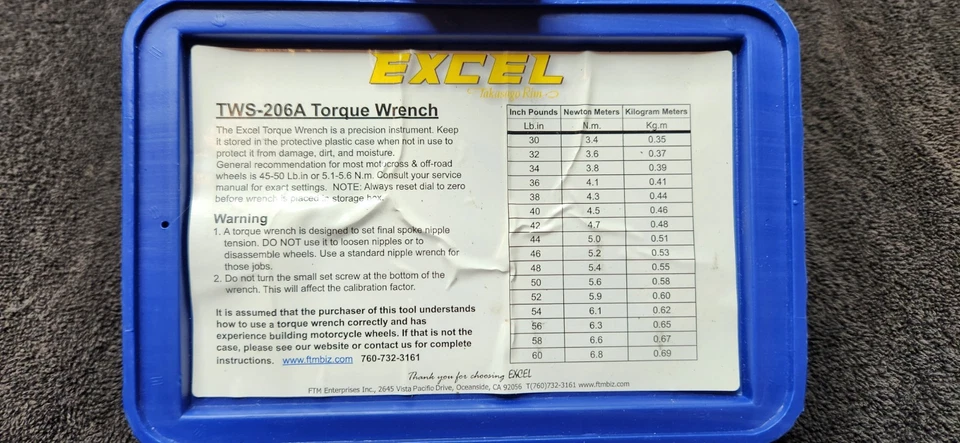 EXCEL
Takasago Rim
TWS-206A Torque Wrench
The Excel Torque Wrench is a precision instrument. Keep
it stored in the protective plastic case when not in use to
protect it from damage, dirt, and moisture.
General recommendation for most motocross & off-road
wheels is 45-50 Lb.in or 5.1-5.6 N.m. Consult your service
manual for exact settings. NOTE: Always reset dial to zero
before wrench is placed in storage box.
Warning
1. A torque wrench is designed to set final spoke nipple
tension. DO NOT use it to loosen nipples or to
disassemble wheels. Use a standard nipple wrench for
those jobs.
2. Do not turn the small set screw at the bottom of the
wrench. This will affect the calibration factor.
It is assumed that the purchaser of this tool understands
how to use a torque wrench correctly and has
experience building motorcycle wheels. If that is not the
case, please see our website or contact us for complete
instructions. www.ftmbiz.com 760-732-3161
Inch Pounds Newton Meters Kilogram Meters
Lb.in N.m. Kg.m
30 3.4 0.35
32 3.6 0.37
34 3.8 0.39
36 4.1 0.41
38 4.3 0.44
40 4.5 0.46
42 4.7 0.48
44 5.0 0.51
46 5.2 0.53
48 5.4 0.55
50 5.6 0.58
52 5.9 0.60
54 6.1 0.62
56 6.3 0.65
58 6.6 0.67
60 6.8 0.69
Thank you for choosing EXCEL
FTM Enterprises Inc., 2645 Vista Pacific Drive, Oceanside, CA 92056 T(760)732-3161 www.ftmbiz.com